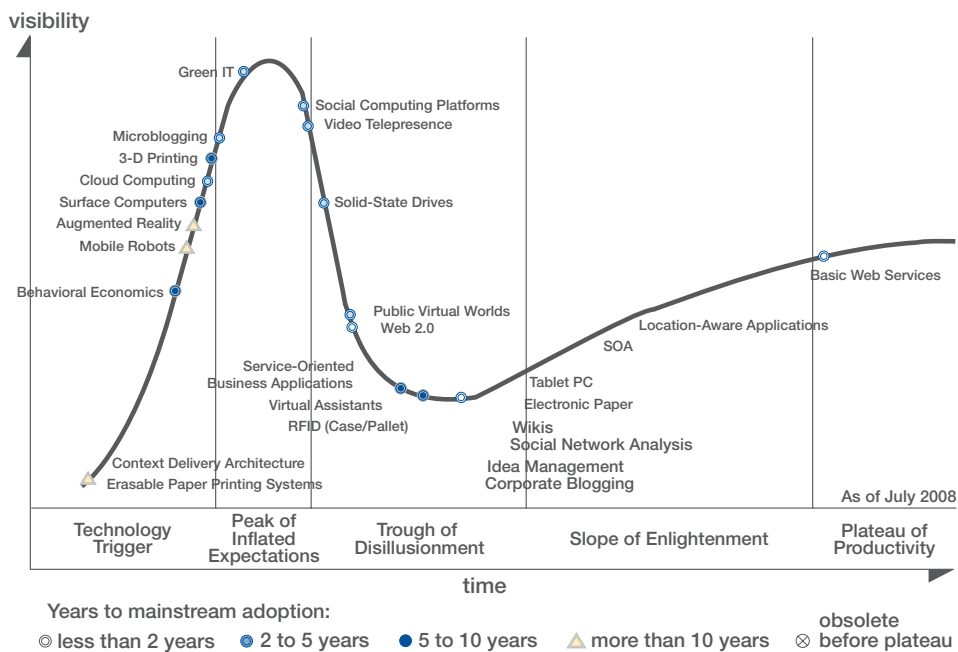 visibility
Green IT
Social Computing Platforms
Video Telepresence
Microblogging
3-D Printing
Cloud Computing
Surface Computers
Solid-State Drives
Augmented Reality
Mobile Robots
Behavioral Economics
Basic Web Services
Public Virtual Worlds
Web 2.0
Location-Aware Applications
SOA
Service-Oriented
Business Applications
Virtual Assistants
RFID (Case/Pallet)
Tablet PC
Electronic Paper
Wikis
Social Network Analysis
Idea Management
Corporate Blogging
Context Delivery Architecture
Erasable Paper Printing Systems
As of July 2008
Technology
Trigger
Peak of
Inflated
Expectations
Trough of
Disillusionment
Slope of Enlightenment
Plateau of
Productivity
time
Years to mainstream adoption:
less than 2 years
2 to 5 years
5 to 10 years
more than 10 years
obsolete
before plateau